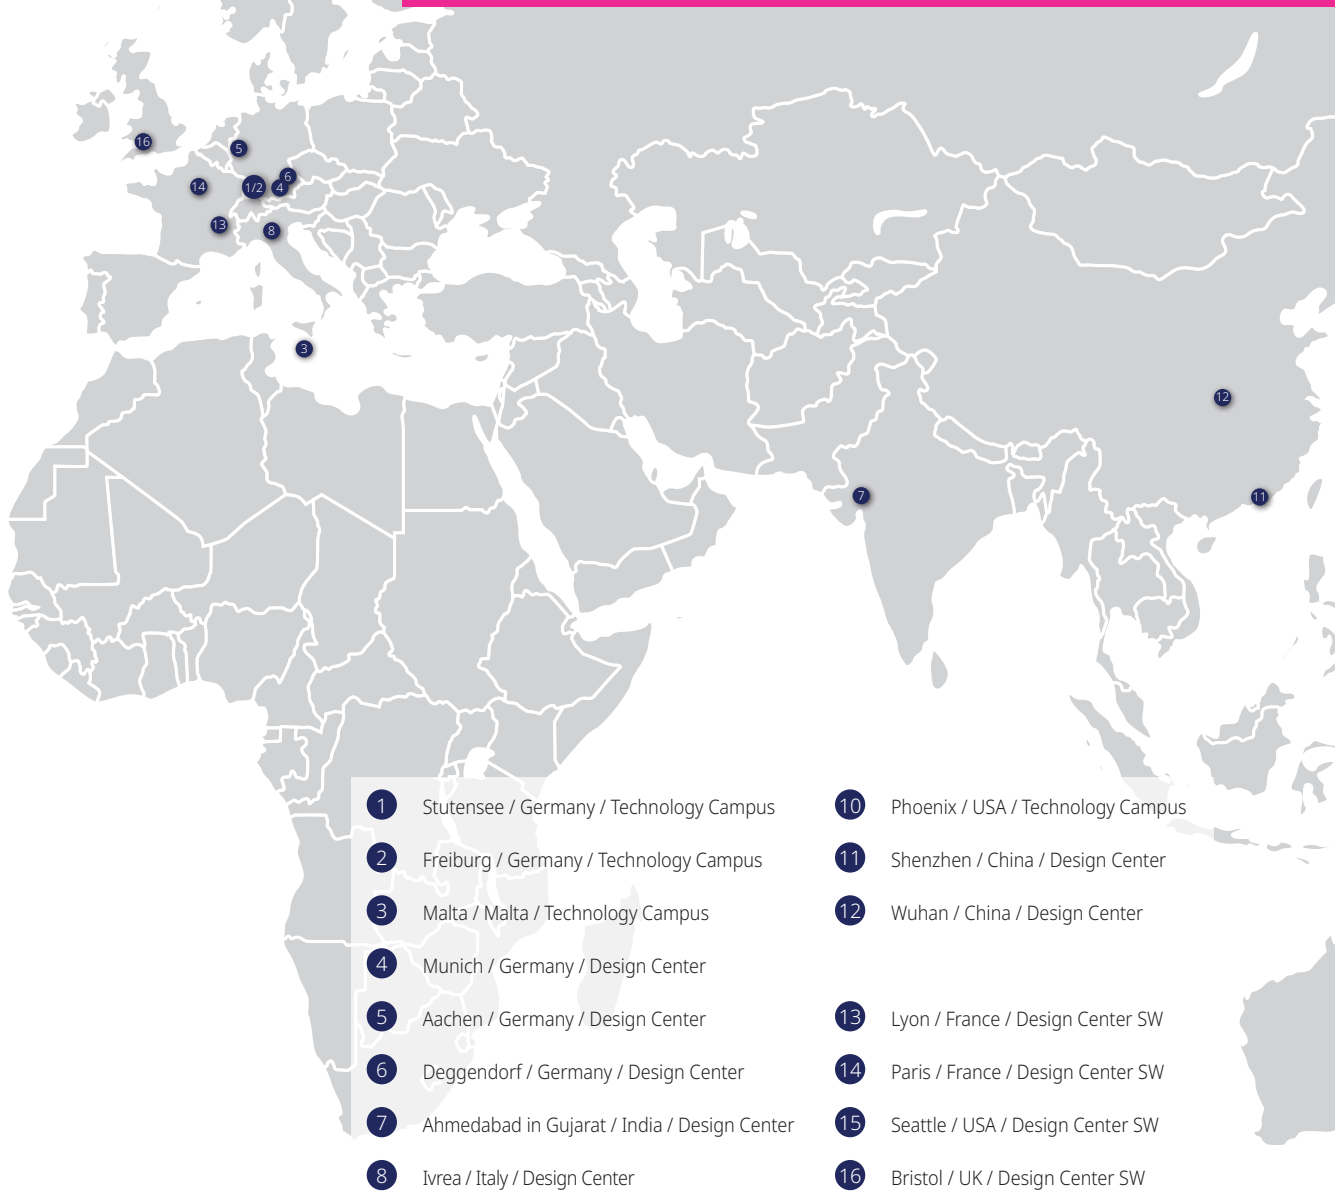 16
5
6
14
1/2
4
13
8
3
12
7
11
1 Stutensee / Germany / Technology Campus
2 Freiburg / Germany / Technology Campus
3 Malta / Malta / Technology Campus
4 Munich / Germany / Design Center
5 Aachen / Germany / Design Center
6 Deggendorf / Germany / Design Center
7 Ahmedabad in Gujarat / India / Design Center
8 Ivrea / Italy / Design Center
10 Phoenix / USA / Technology Campus
11 Shenzhen / China / Design Center
12 Wuhan / China / Design Center
13 Lyon / France / Design Center SW
14 Paris / France / Design Center SW
15 Seattle / USA / Design Center SW
16 Bristol / UK / Design Center SW